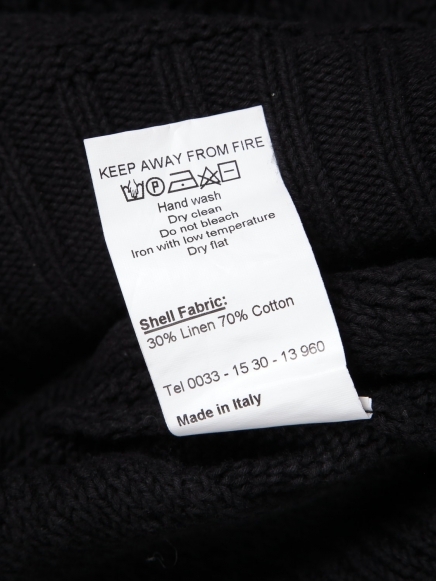 KEEP AWAY FROM FIRE
P
Hand wash
Dry clean
Do not bleach
Iron with low temperature
Dry flat
Shell Fabric:
30% Linen 70% Cotton
Tel 0033 - 15 30 - 13 960
Made in Italy